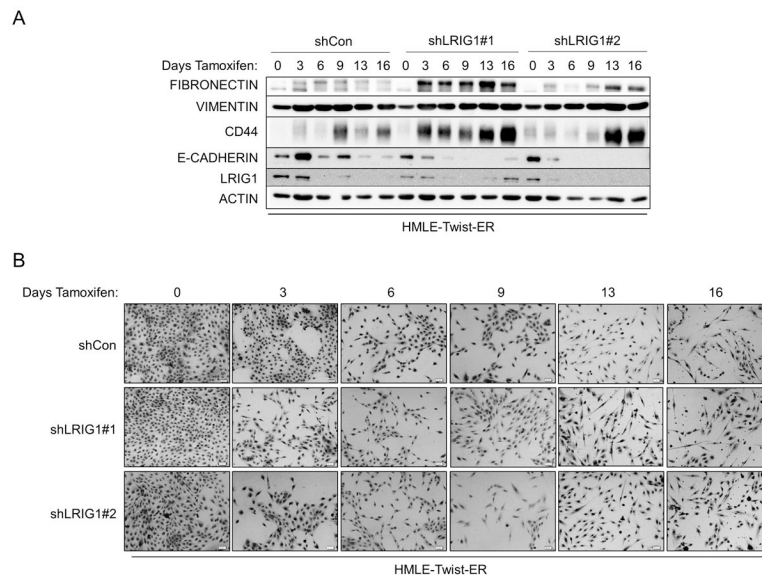 A
shCon shLRIG1#1 shLRIG1#2
Days Tamoxifen: 0 3 6 9 13 16 0 3 6 9 13 16 0 3 6 9 13 16
FIBRONECTIN
VIMENTIN
CD44
E-CADHERIN
LRIG1
ACTIN
HMLE-Twist-ER
B
Days Tamoxifen: 0 3 6 9 13 16
shCon
shLRIG1#1
shLRIG1#2
HMLE-Twist-ER